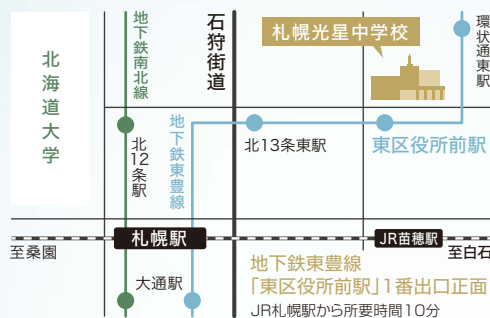 北海道大学
地下鉄南北線
石狩街道
札幌光星中学校
環状通東駅
北12条駅
地下鉄東豊線
北13条東駅
東区役所前駅
至桑園
札幌駅
JR苗穂駅
至白石
大通駅
地下鉄東豊線
「東区役所前駅」1番出口正面
JR札幌駅から所要時間10分